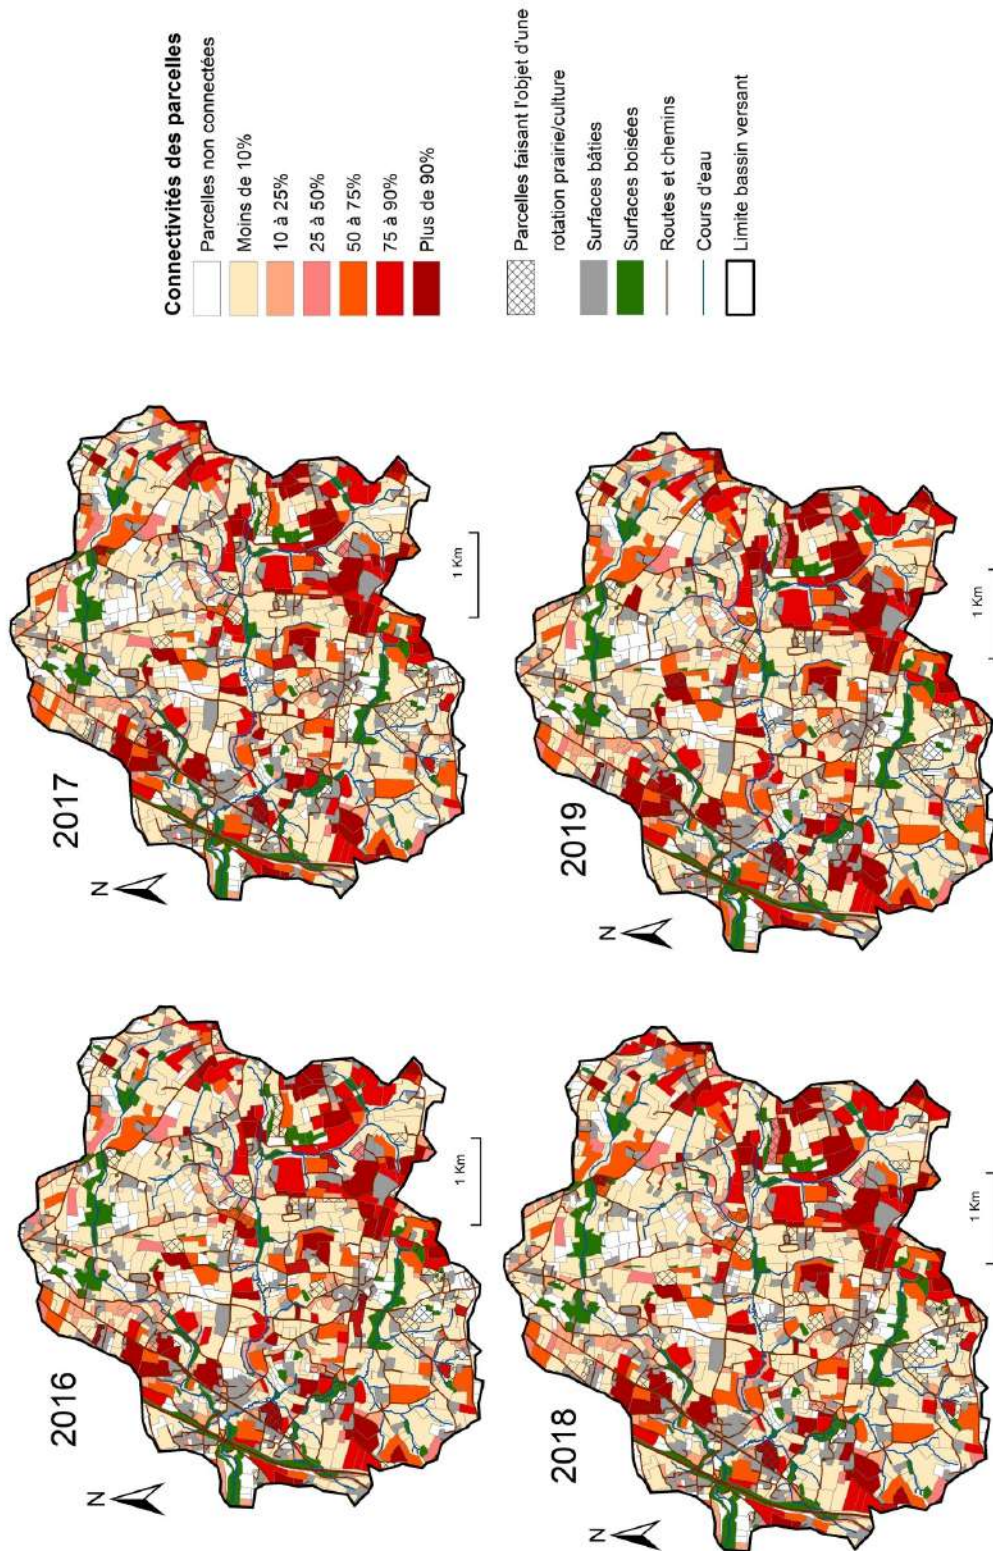 2016
N
1 Km
2017
N
1 Km
2018
N
1 Km
2019
N
1 Km
Connectivités des parcelles
Parcelles non connectées
Moins de 10%
10 à 25%
25 à 50%
50 à 75%
75 à 90%
Plus de 90%
Parcelles faisant l'objet d'une
rotation prairie/culture
Surfaces bâties
Surfaces boisées
Routes et chemins
Cours d'eau
Limite bassin versant